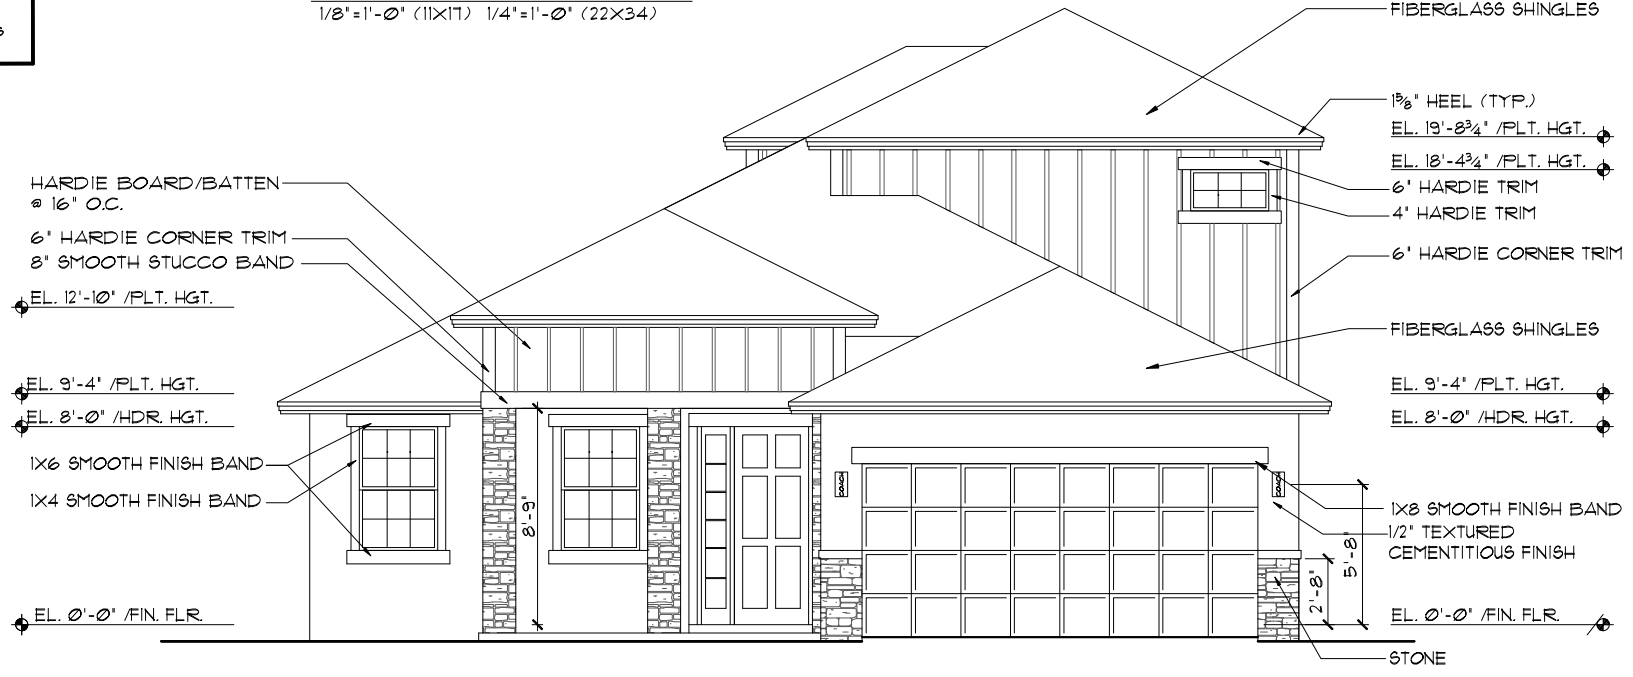 S
1/8"=1'-0" (11X17) 1/4"=1'-0" (22X34)
FIBERGLASS SHINGLES
1⅝" HEEL (TYP.)
EL. 19'-8¾" /PLT. HGT.
EL. 18'-4¾" /PLT. HGT.
6" HARDIE TRIM
4" HARDIE TRIM
6" HARDIE CORNER TRIM
FIBERGLASS SHINGLES
EL. 9'-4" /PLT. HGT.
EL. 8'-0" /HDR. HGT.
1X8 SMOOTH FINISH BAND
1/2" TEXTURED
CEMENTITIOUS FINISH
EL. 0'-0" /FIN. FLR.
STONE
HARDIE BOARD/BATTEN
@ 16" O.C.
6" HARDIE CORNER TRIM
8" SMOOTH STUCCO BAND
EL. 12'-10" /PLT. HGT.
EL. 9'-4" /PLT. HGT.
EL. 8'-0" /HDR. HGT.
1X6 SMOOTH FINISH BAND
1X4 SMOOTH FINISH BAND
EL. 0'-0" /FIN. FLR.
8'-9"
COACH
COACH
2'-8"
5'-8"